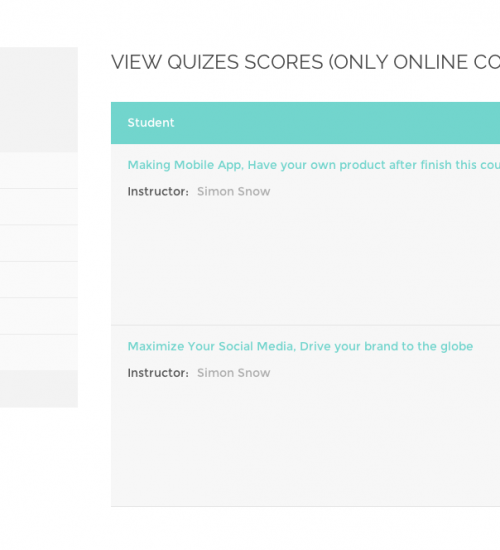 VIEW QUIZES SCORES (ONLY ONLINE CO
Student
Making Mobile App, Have your own product after finish this cou
Instructor: Simon Snow
Maximize Your Social Media, Drive your brand to the globe
Instructor: Simon Snow